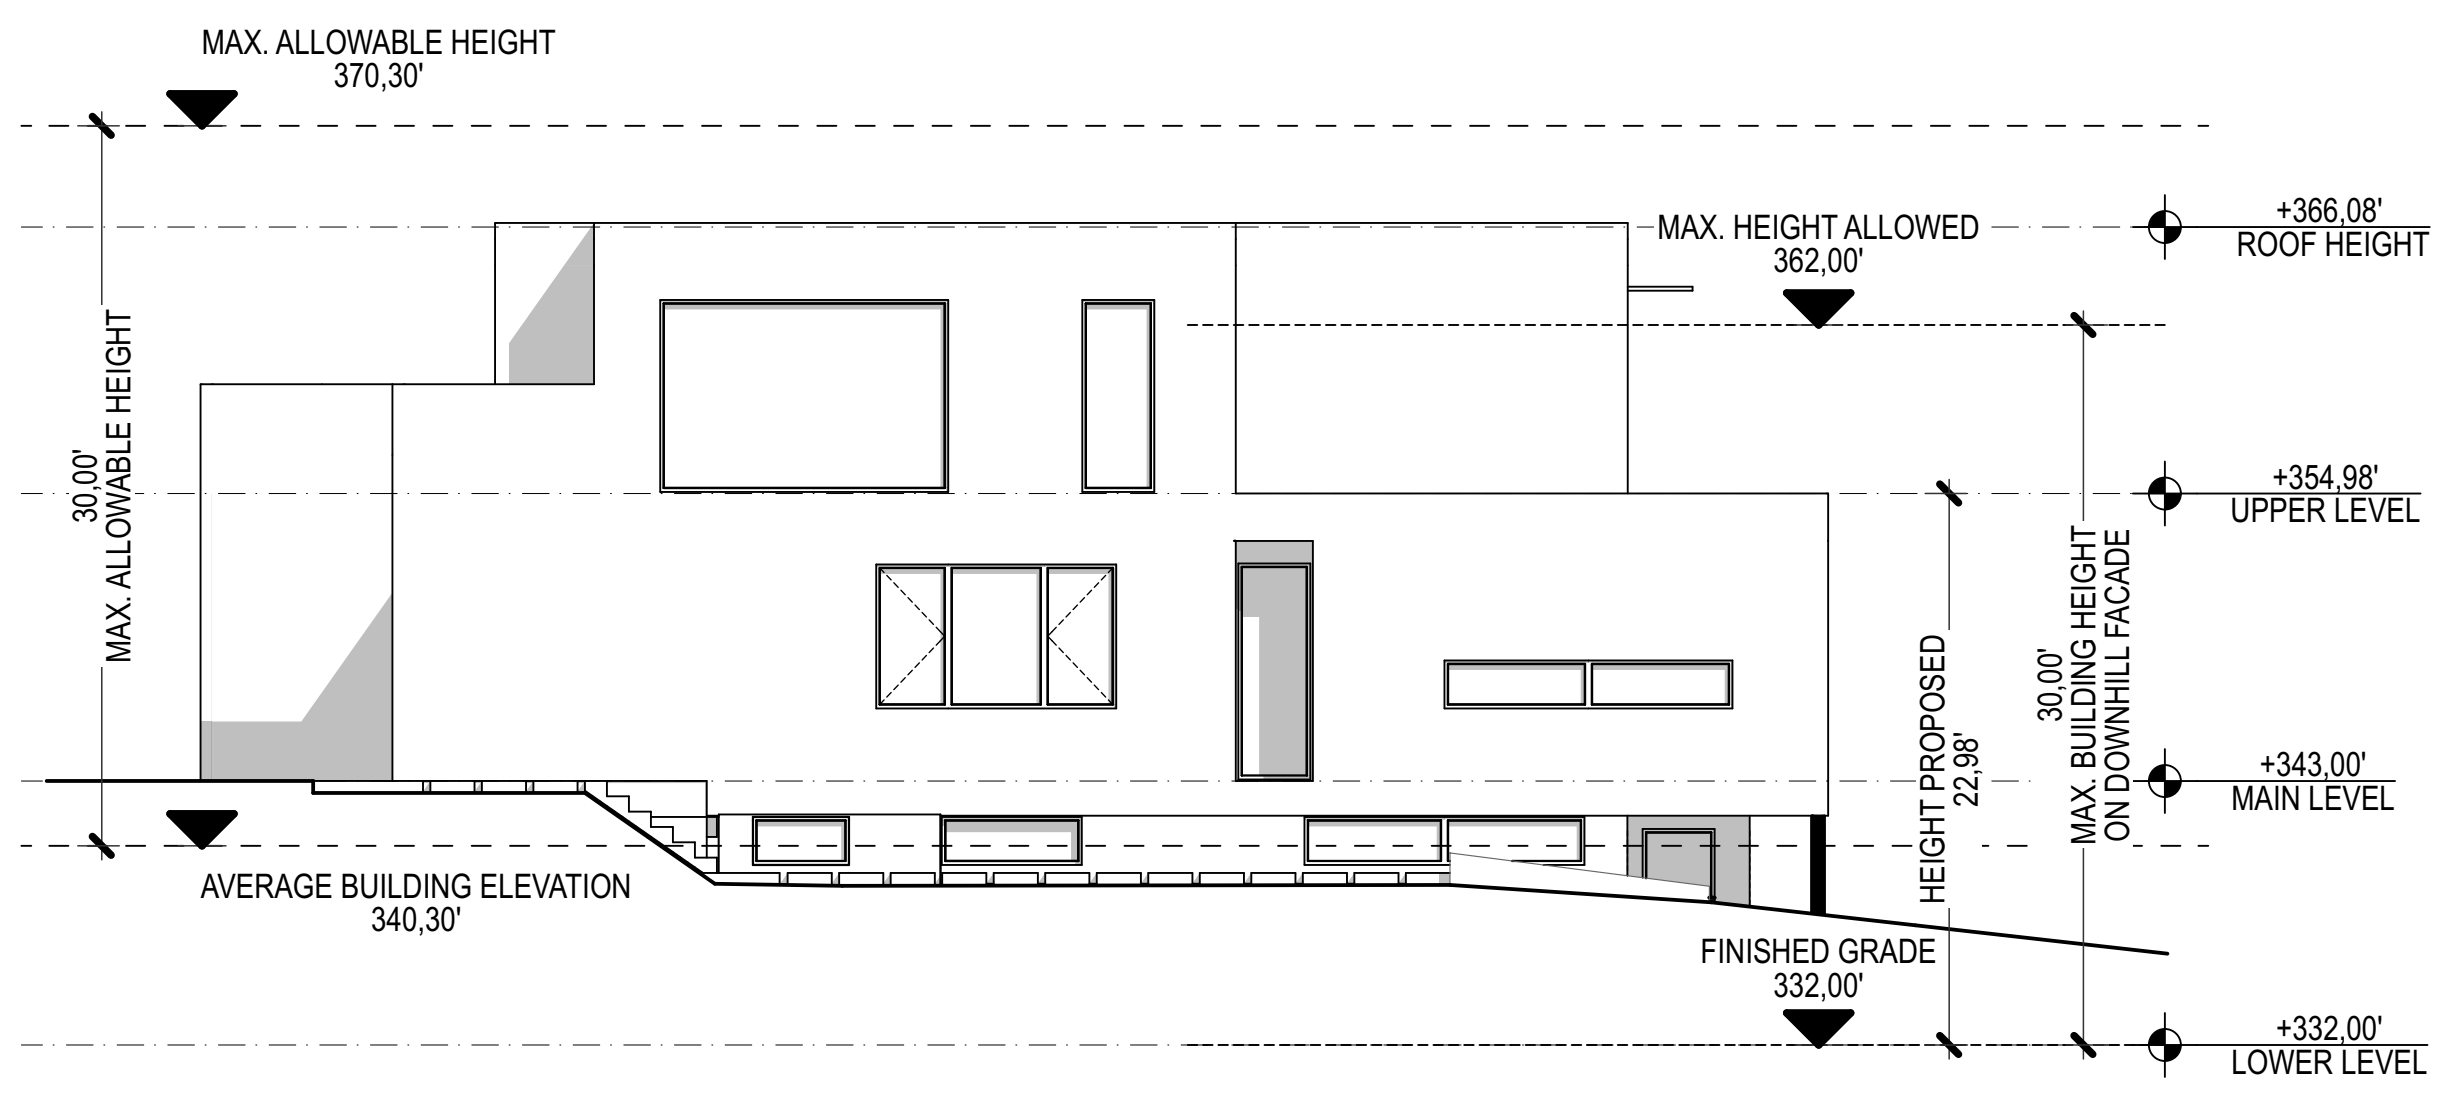 MAX. ALLOWABLE HEIGHT
370,30'
+366,08'
ROOF HEIGHT
MAX. HEIGHT ALLOWED
362,00'
30,00'
MAX. ALLOWABLE HEIGHT
+354,98'
UPPER LEVEL
HEIGHT PROPOSED
22,98'
30,00'
MAX. BUILDING HEIGHT
ON DOWNHILL FACADE
+343,00'
MAIN LEVEL
AVERAGE BUILDING ELEVATION
340,30'
FINISHED GRADE
332,00'
+332,00'
LOWER LEVEL